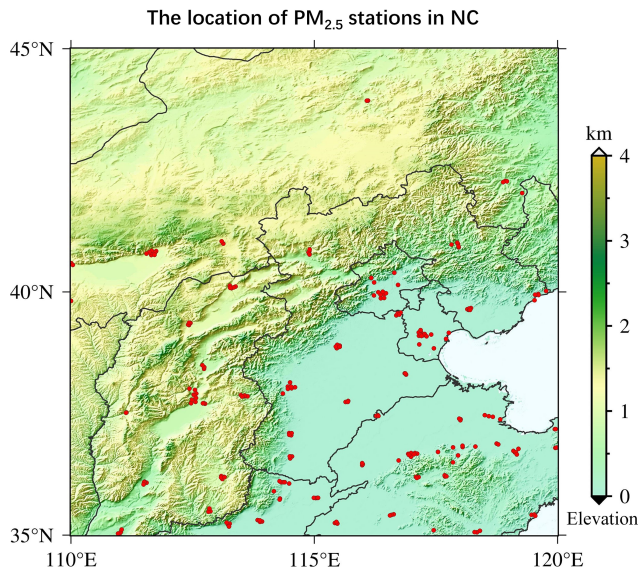 The location of PM2.5 stations in NC
45°N
40°N
35°N
110°E
115°E
120°E
km
4
3
2
1
0
Elevation